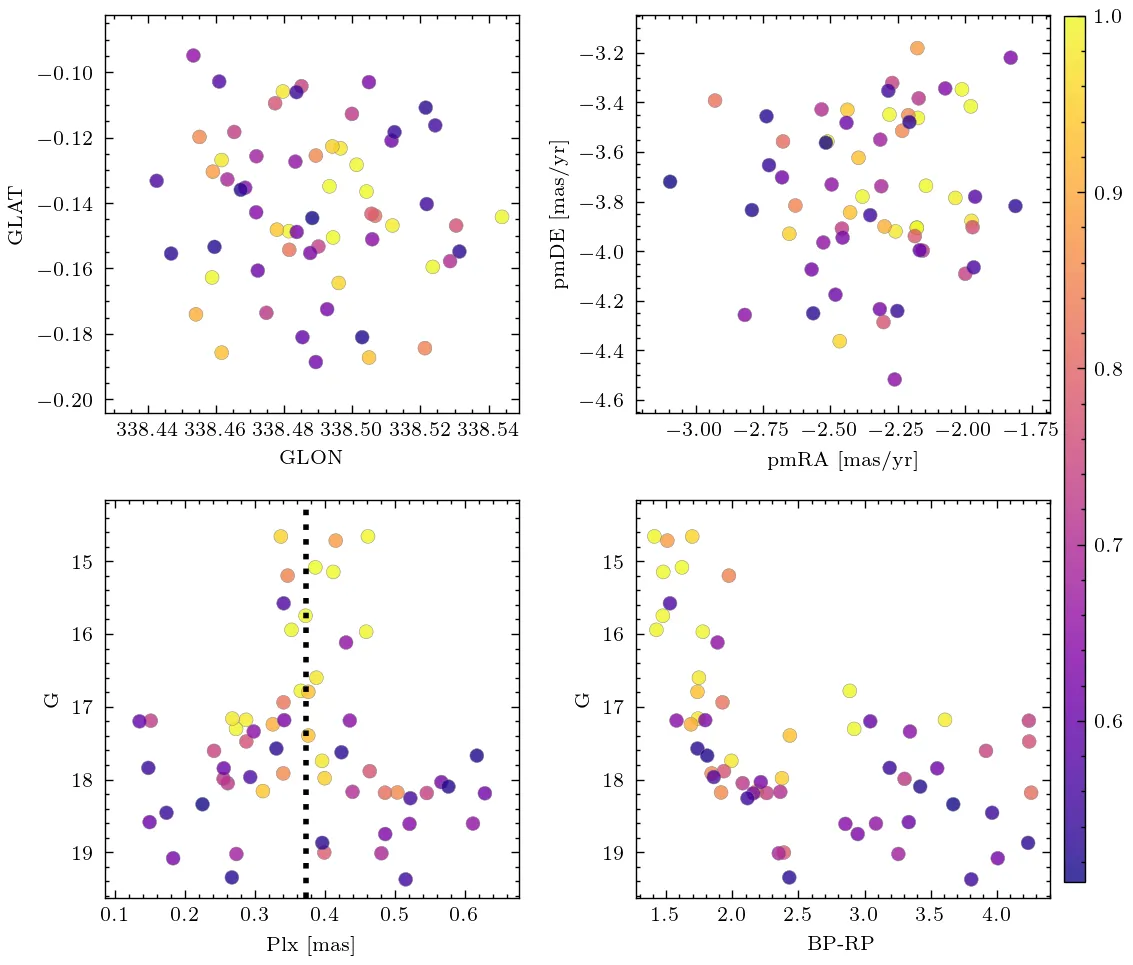 −0.10
−0.12
−0.14
−0.16
−0.18
−0.20
GLAT
338.44 338.46 338.48 338.50 338.52 338.54
GLON
−3.2
−3.4
−3.6
−3.8
−4.0
−4.2
−4.4
−4.6
pmDE [mas/yr]
−3.00 −2.75 −2.50 −2.25 −2.00 −1.75
pmRA [mas/yr]
1.0
0.9
0.8
0.7
0.6
15
16
17
18
19
G
0.1 0.2 0.3 0.4 0.5 0.6
Plx [mas]
15
16
17
18
19
G
1.5 2.0 2.5 3.0 3.5 4.0
BP-RP